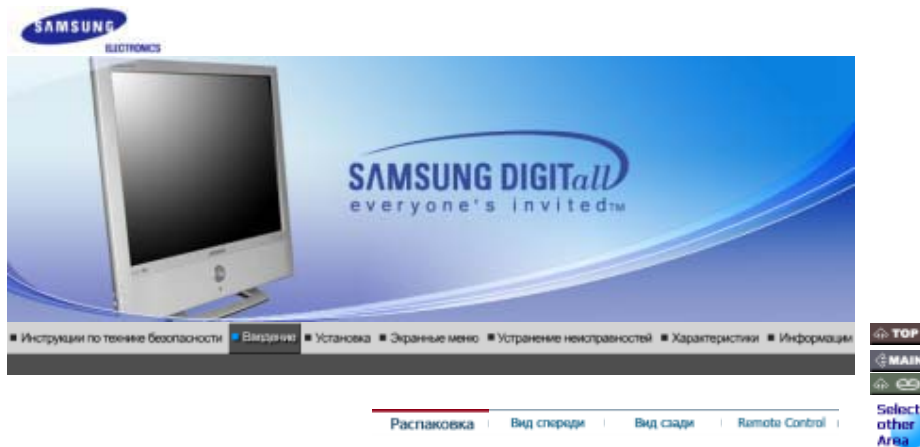 SAMSUNG
ELECTRONICS
SAMSUNG DIGITall
everyone's invited™
Инструкции по технике безопасности Введение Установка Экранные меню Устранение неисправностей Характеристики Информации
TOP
MAIN
Select
other
Area
Распаковка Вид спереди Вид сзади Remote Control